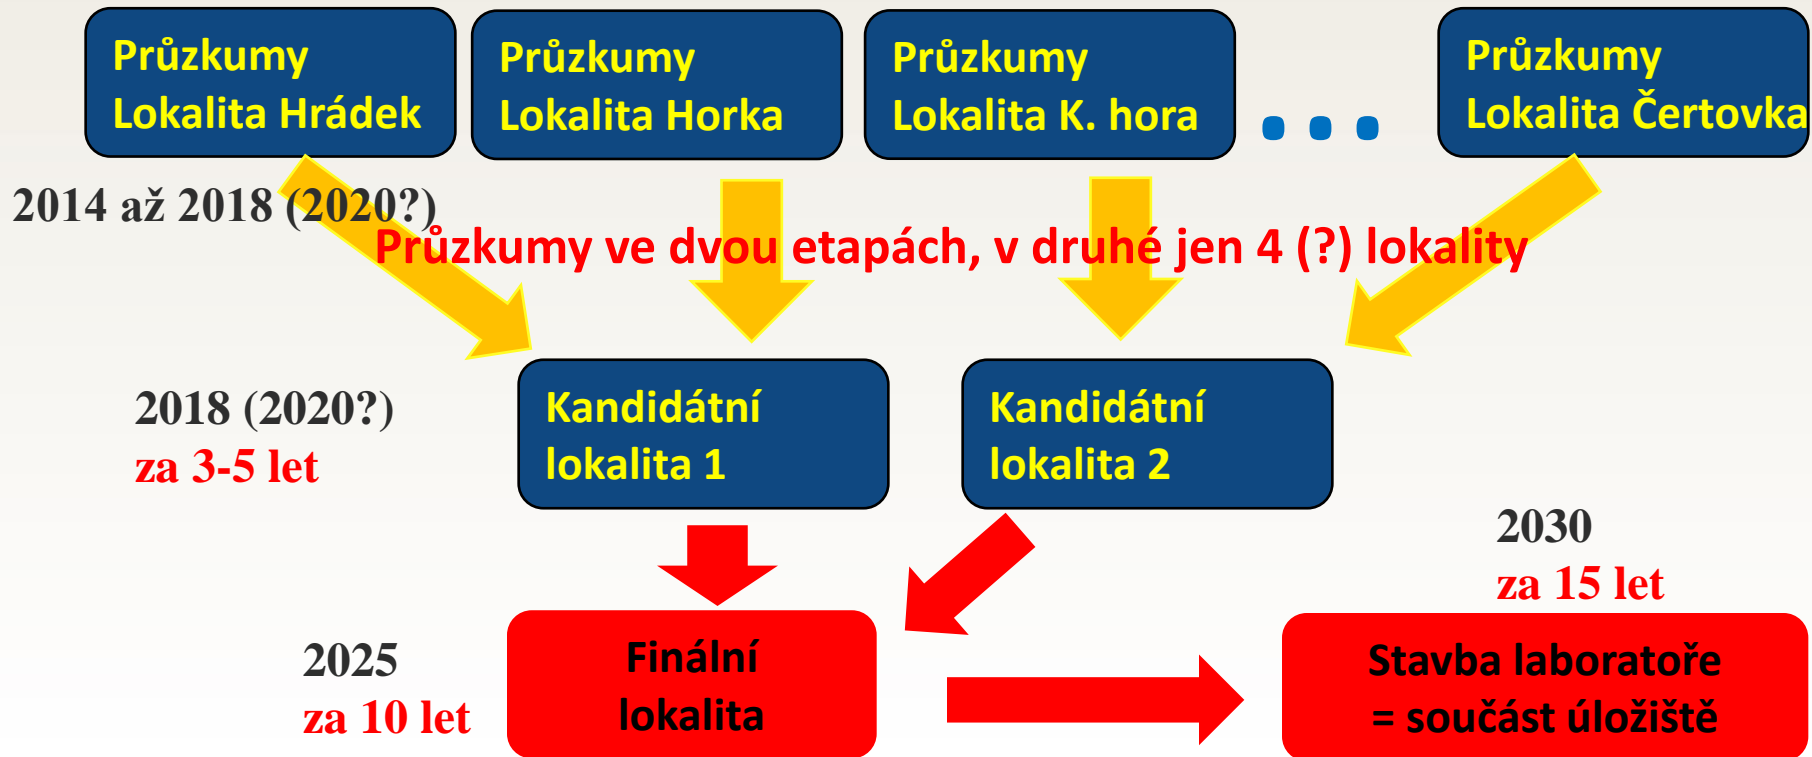 Průzkumy
Lokalita Hrádek
Průzkumy
Lokalita Horka
Průzkumy
Lokalita K. hora
...
Průzkumy
Lokalita Čertovka
2014 až 2018 (2020?)
Průzkumy ve dvou etapách, v druhé jen 4 (?) lokality
2018 (2020?)
za 3-5 let
Kandidátní
lokalita 1
Kandidátní
lokalita 2
2030
za 15 let
2025
za 10 let
Finální
lokalita
Stavba laboratoře
= součást úložiště